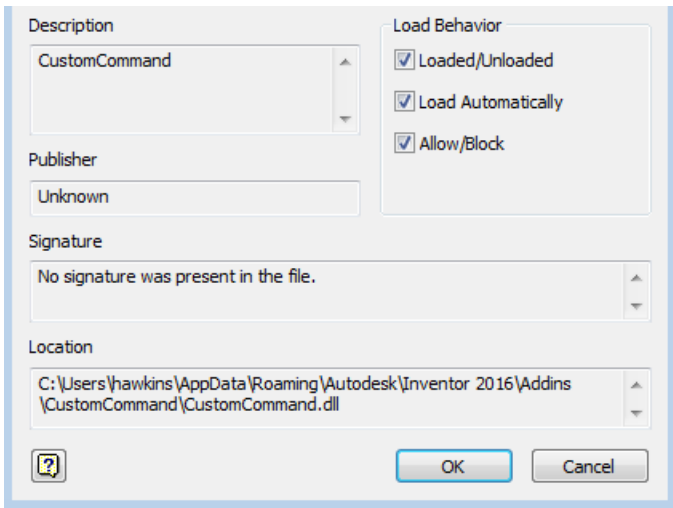 Description
CustomCommand
Load Behavior
Loaded/Unloaded
Load Automatically
Allow/Block
Publisher
Unknown
Signature
No signature was present in the file.
Location
C:\Users\hawkins\AppData\Roaming\Autodesk\Inventor 2016\Addins
\CustomCommand\CustomCommand.dll
?
OK
Cancel